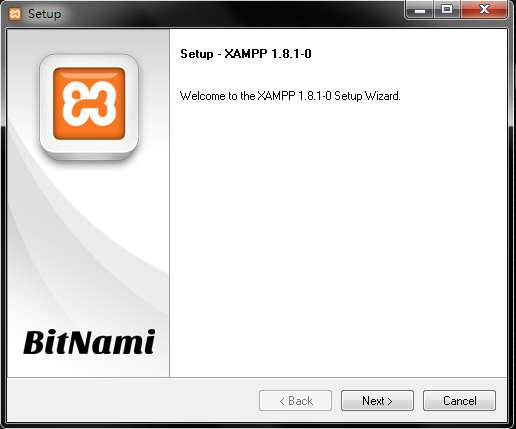 Setup
Setup - XAMPP 1.8.1-0
Welcome to the XAMPP 1.8.1-0 Setup Wizard.
BitNami
< Back
Next >
Cancel